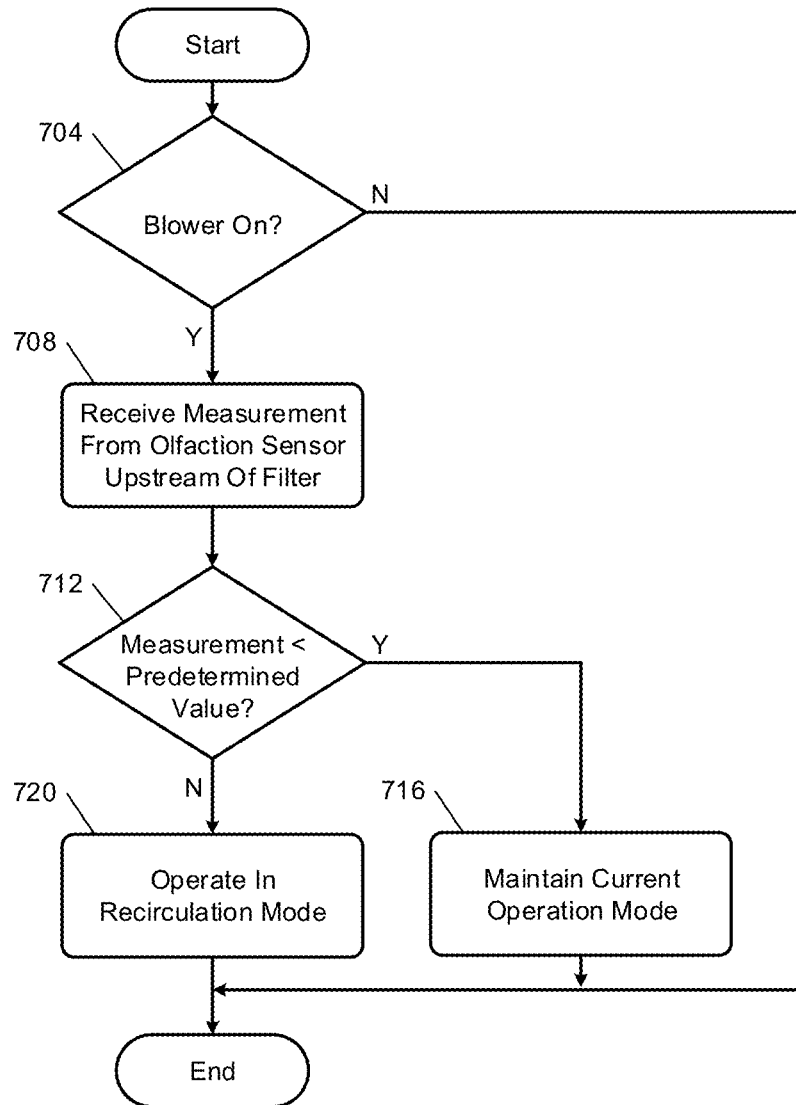 Start
704
Blower On?
N
Y
708
Receive Measurement
From Olfaction Sensor
Upstream Of Filter
712
Measurement <
Predetermined
Value?
Y
N
720
716
Operate In
Recirculation Mode
Maintain Current
Operation Mode
End